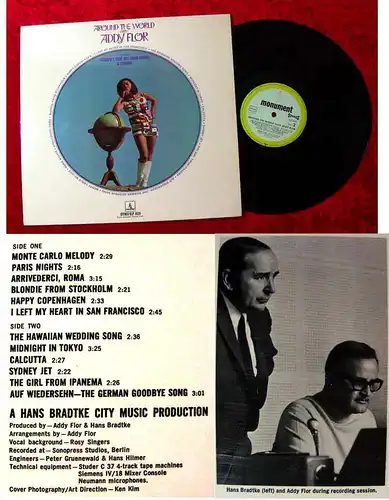 AROUND THE WORLD
with
ADDY FLOR
monument
SIDE ONE
MONTE CARLO MELODY 2:29
PARIS NIGHTS 2:16
ARRIVEDERCI, ROMA 3:15
BLONDIE FROM STOCKHOLM 2:21
HAPPY COPENHAGEN 2:33
I LEFT MY HEART IN SAN FRANCISCO 2:45
SIDE TWO
THE HAWAIIAN WEDDING SONG 2:36
MIDNIGHT IN TOKYO 3:25
CALCUTTA 2:27
SYDNEY JET 2:22
THE GIRL FROM IPANEMA 2:26
AUF WIEDERSEHN—THE GERMAN GOODBYE SONG 3:01
A HANS BRADTKE CITY MUSIC PRODUCTION
Produced by — Addy Flor & Hans Bradtke
Arrangements by — Addy Flor
Vocal background — Rosy Singers
Recorded at — Sonopress Studios, Berlin
Engineers — Peter Gruenewald & Hans Hilmer
Technical equipment — Studer C 37 4-track tape machines
Siemens IV/18 Mixer Console
Neumann microphones.
Cover Photography/Art Direction — Ken Kim
Hans Bradtke (left) and Addy Flor during recording session.